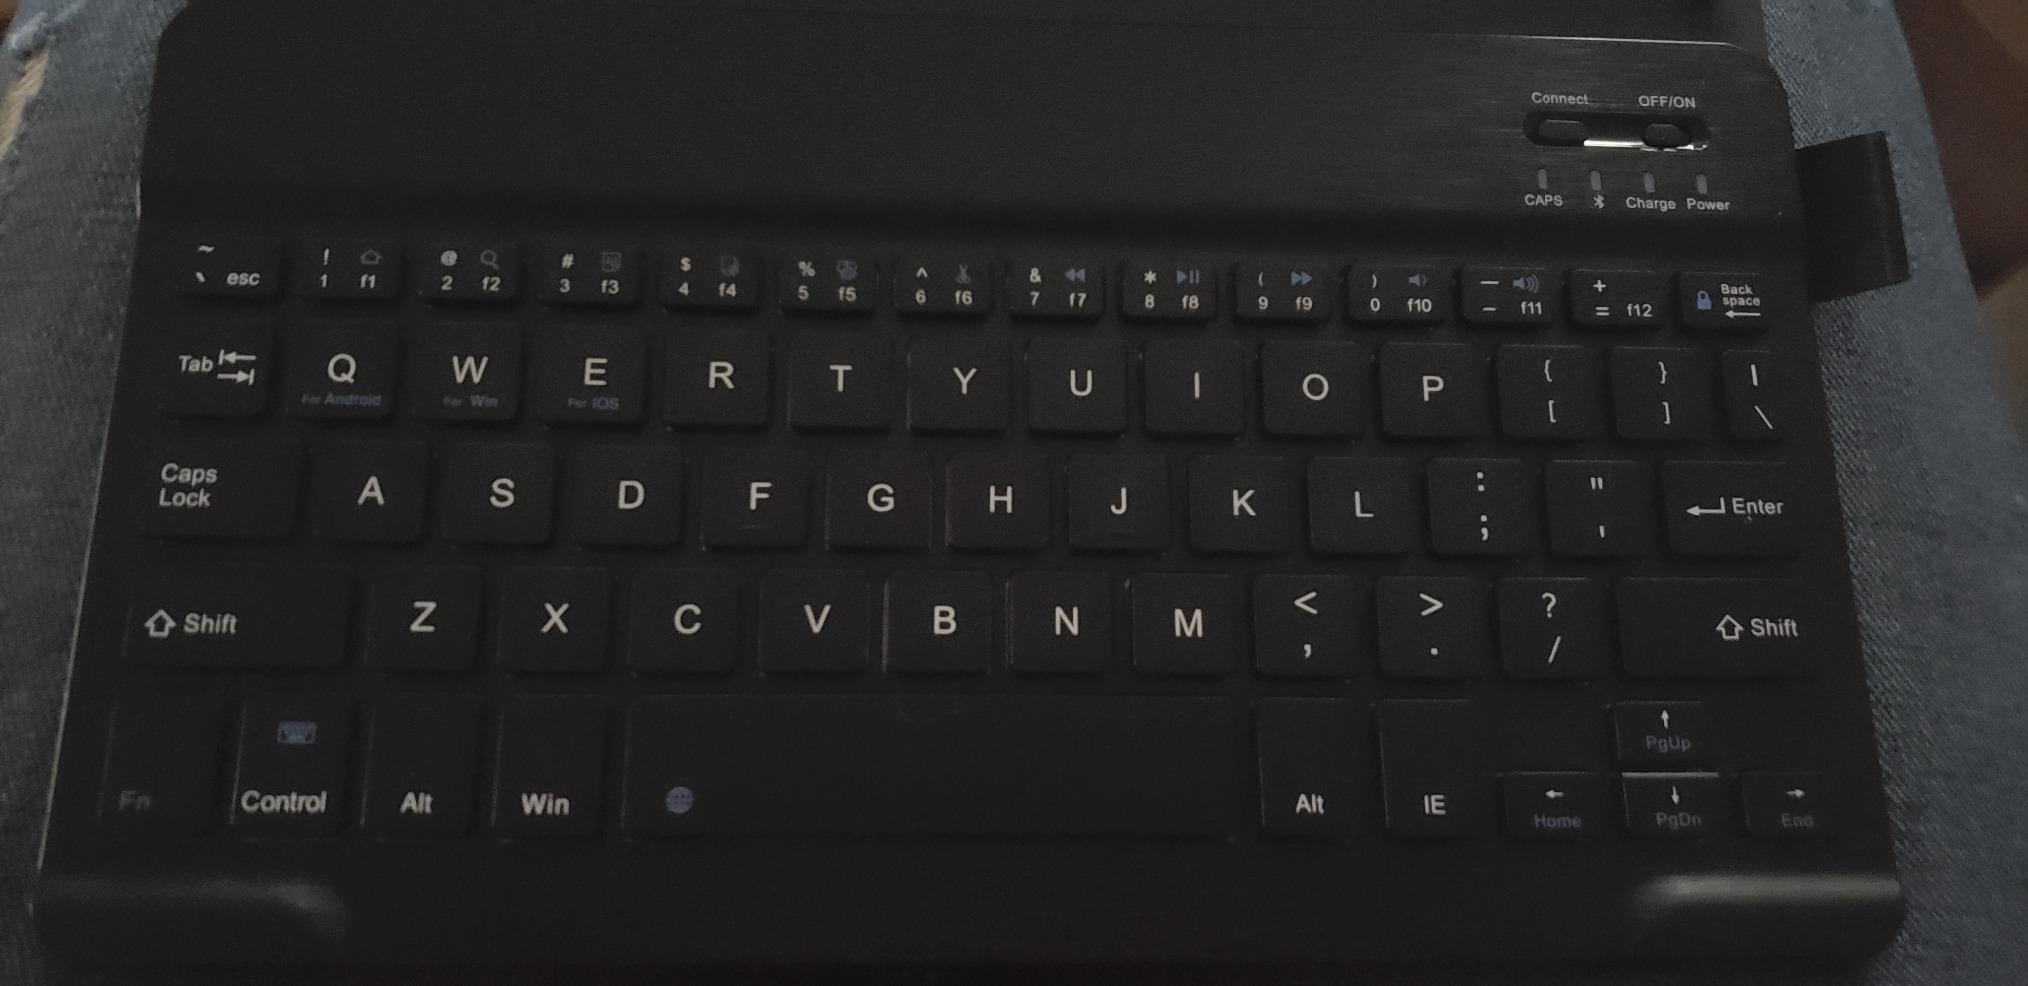 Connect OFF/ON
CAPS Charge Power
~ ! @ # $ % ^ & * ( ) — +
` esc 1 f1 2 f2 3 f3 4 f4 5 f5 6 f6 7 f7 8 f8 9 f9 0 f10 - f11 = f12 Back space
Tab Q W E R T Y U I O P { } |
For Android For Win For IOS [ ] \
Caps Lock A S D F G H J K L : " Enter
; '
Shift Z X C V B N M < > ? Shift
, . /
PgUp
Fn Control Alt Win Alt IE Home PgDn End